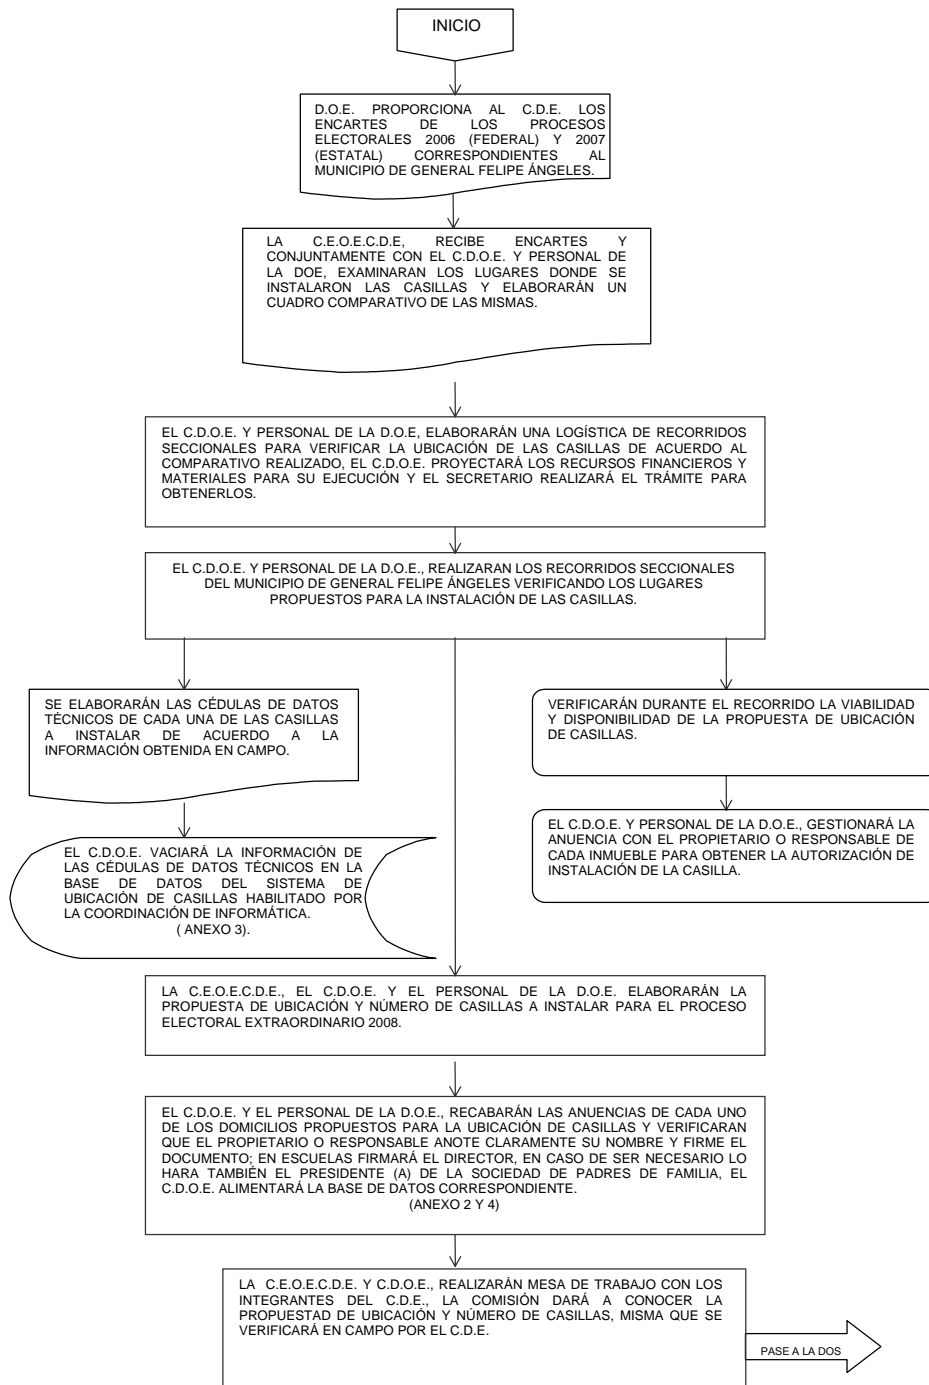 INICIO
D.O.E. PROPORCIONA AL C.D.E. LOS
ENCARTES DE LOS PROCESOS
ELECTORALES 2006 (FEDERAL) Y 2007
(ESTATAL) CORRESPONDIENTES AL
MUNICIPIO DE GENERAL FELIPE ÁNGELES.
LA C.E.O.E.C.D.E, RECIBE ENCARTES Y
CONJUNTAMENTE CON EL C.D.O.E. Y PERSONAL DE
LA DOE, EXAMINARAN LOS LUGARES DONDE SE
INSTALARON LAS CASILLAS Y ELABORARÁN UN
CUADRO COMPARATIVO DE LAS MISMAS.
EL C.D.O.E. Y PERSONAL DE LA D.O.E, ELABORARÁN UNA LOGÍSTICA DE RECORRIDOS
SECCIONALES PARA VERIFICAR LA UBICACIÓN DE LAS CASILLAS DE ACUERDO AL
COMPARATIVO REALIZADO, EL C.D.O.E. PROYECTARÁ LOS RECURSOS FINANCIEROS Y
MATERIALES PARA SU EJECUCIÓN Y EL SECRETARIO REALIZARÁ EL TRÁMITE PARA
OBTENERLOS.
EL C.D.O.E. Y PERSONAL DE LA D.O.E., REALIZARAN LOS RECORRIDOS SECCIONALES
DEL MUNICIPIO DE GENERAL FELIPE ÁNGELES VERIFICANDO LOS LUGARES
PROPUESTOS PARA LA INSTALACIÓN DE LAS CASILLAS.
SE ELABORARÁN LAS CÉDULAS DE DATOS
TÉCNICOS DE CADA UNA DE LAS CASILLAS
A INSTALAR DE ACUERDO A LA
INFORMACIÓN OBTENIDA EN CAMPO.
EL C.D.O.E. VACIARÁ LA INFORMACIÓN DE
LAS CÉDULAS DE DATOS TÉCNICOS EN LA
BASE DE DATOS DEL SISTEMA DE
UBICACIÓN DE CASILLAS HABILITADO POR
LA COORDINACIÓN DE INFORMÁTICA.
( ANEXO 3).
VERIFICARÁN DURANTE EL RECORRIDO LA VIABILIDAD
Y DISPONIBILIDAD DE LA PROPUESTA DE UBICACIÓN
DE CASILLAS.
EL C.D.O.E. Y PERSONAL DE LA D.O.E., GESTIONARÁ LA
ANUENCIA CON EL PROPIETARIO O RESPONSABLE DE
CADA INMUEBLE PARA OBTENER LA AUTORIZACIÓN DE
INSTALACIÓN DE LA CASILLA.
LA C.E.O.E.C.D.E., EL C.D.O.E. Y EL PERSONAL DE LA D.O.E. ELABORARÁN LA
PROPUESTA DE UBICACIÓN Y NÚMERO DE CASILLAS A INSTALAR PARA EL PROCESO
ELECTORAL EXTRAORDINARIO 2008.
EL C.D.O.E. Y EL PERSONAL DE LA D.O.E., RECABARÁN LAS ANUENCIAS DE CADA UNO
DE LOS DOMICILIOS PROPUESTOS PARA LA UBICACIÓN DE CASILLAS Y VERIFICARAN
QUE EL PROPIETARIO O RESPONSABLE ANOTE CLARAMENTE SU NOMBRE Y FIRME EL
DOCUMENTO; EN ESCUELAS FIRMARÁ EL DIRECTOR, EN CASO DE SER NECESARIO LO
HARA TAMBIÉN EL PRESIDENTE (A) DE LA SOCIEDAD DE PADRES DE FAMILIA, EL
C.D.O.E. ALIMENTARÁ LA BASE DE DATOS CORRESPONDIENTE.
(ANEXO 2 Y 4)
LA C.E.O.E.C.D.E. Y C.D.O.E., REALIZARÁN MESA DE TRABAJO CON LOS
INTEGRANTES DEL C.D.E., LA COMISIÓN DARÁ A CONOCER LA
PROPUESTAD DE UBICACIÓN Y NÚMERO DE CASILLAS, MISMA QUE SE
VERIFICARÁ EN CAMPO POR EL C.D.E.
PASE A LA DOS